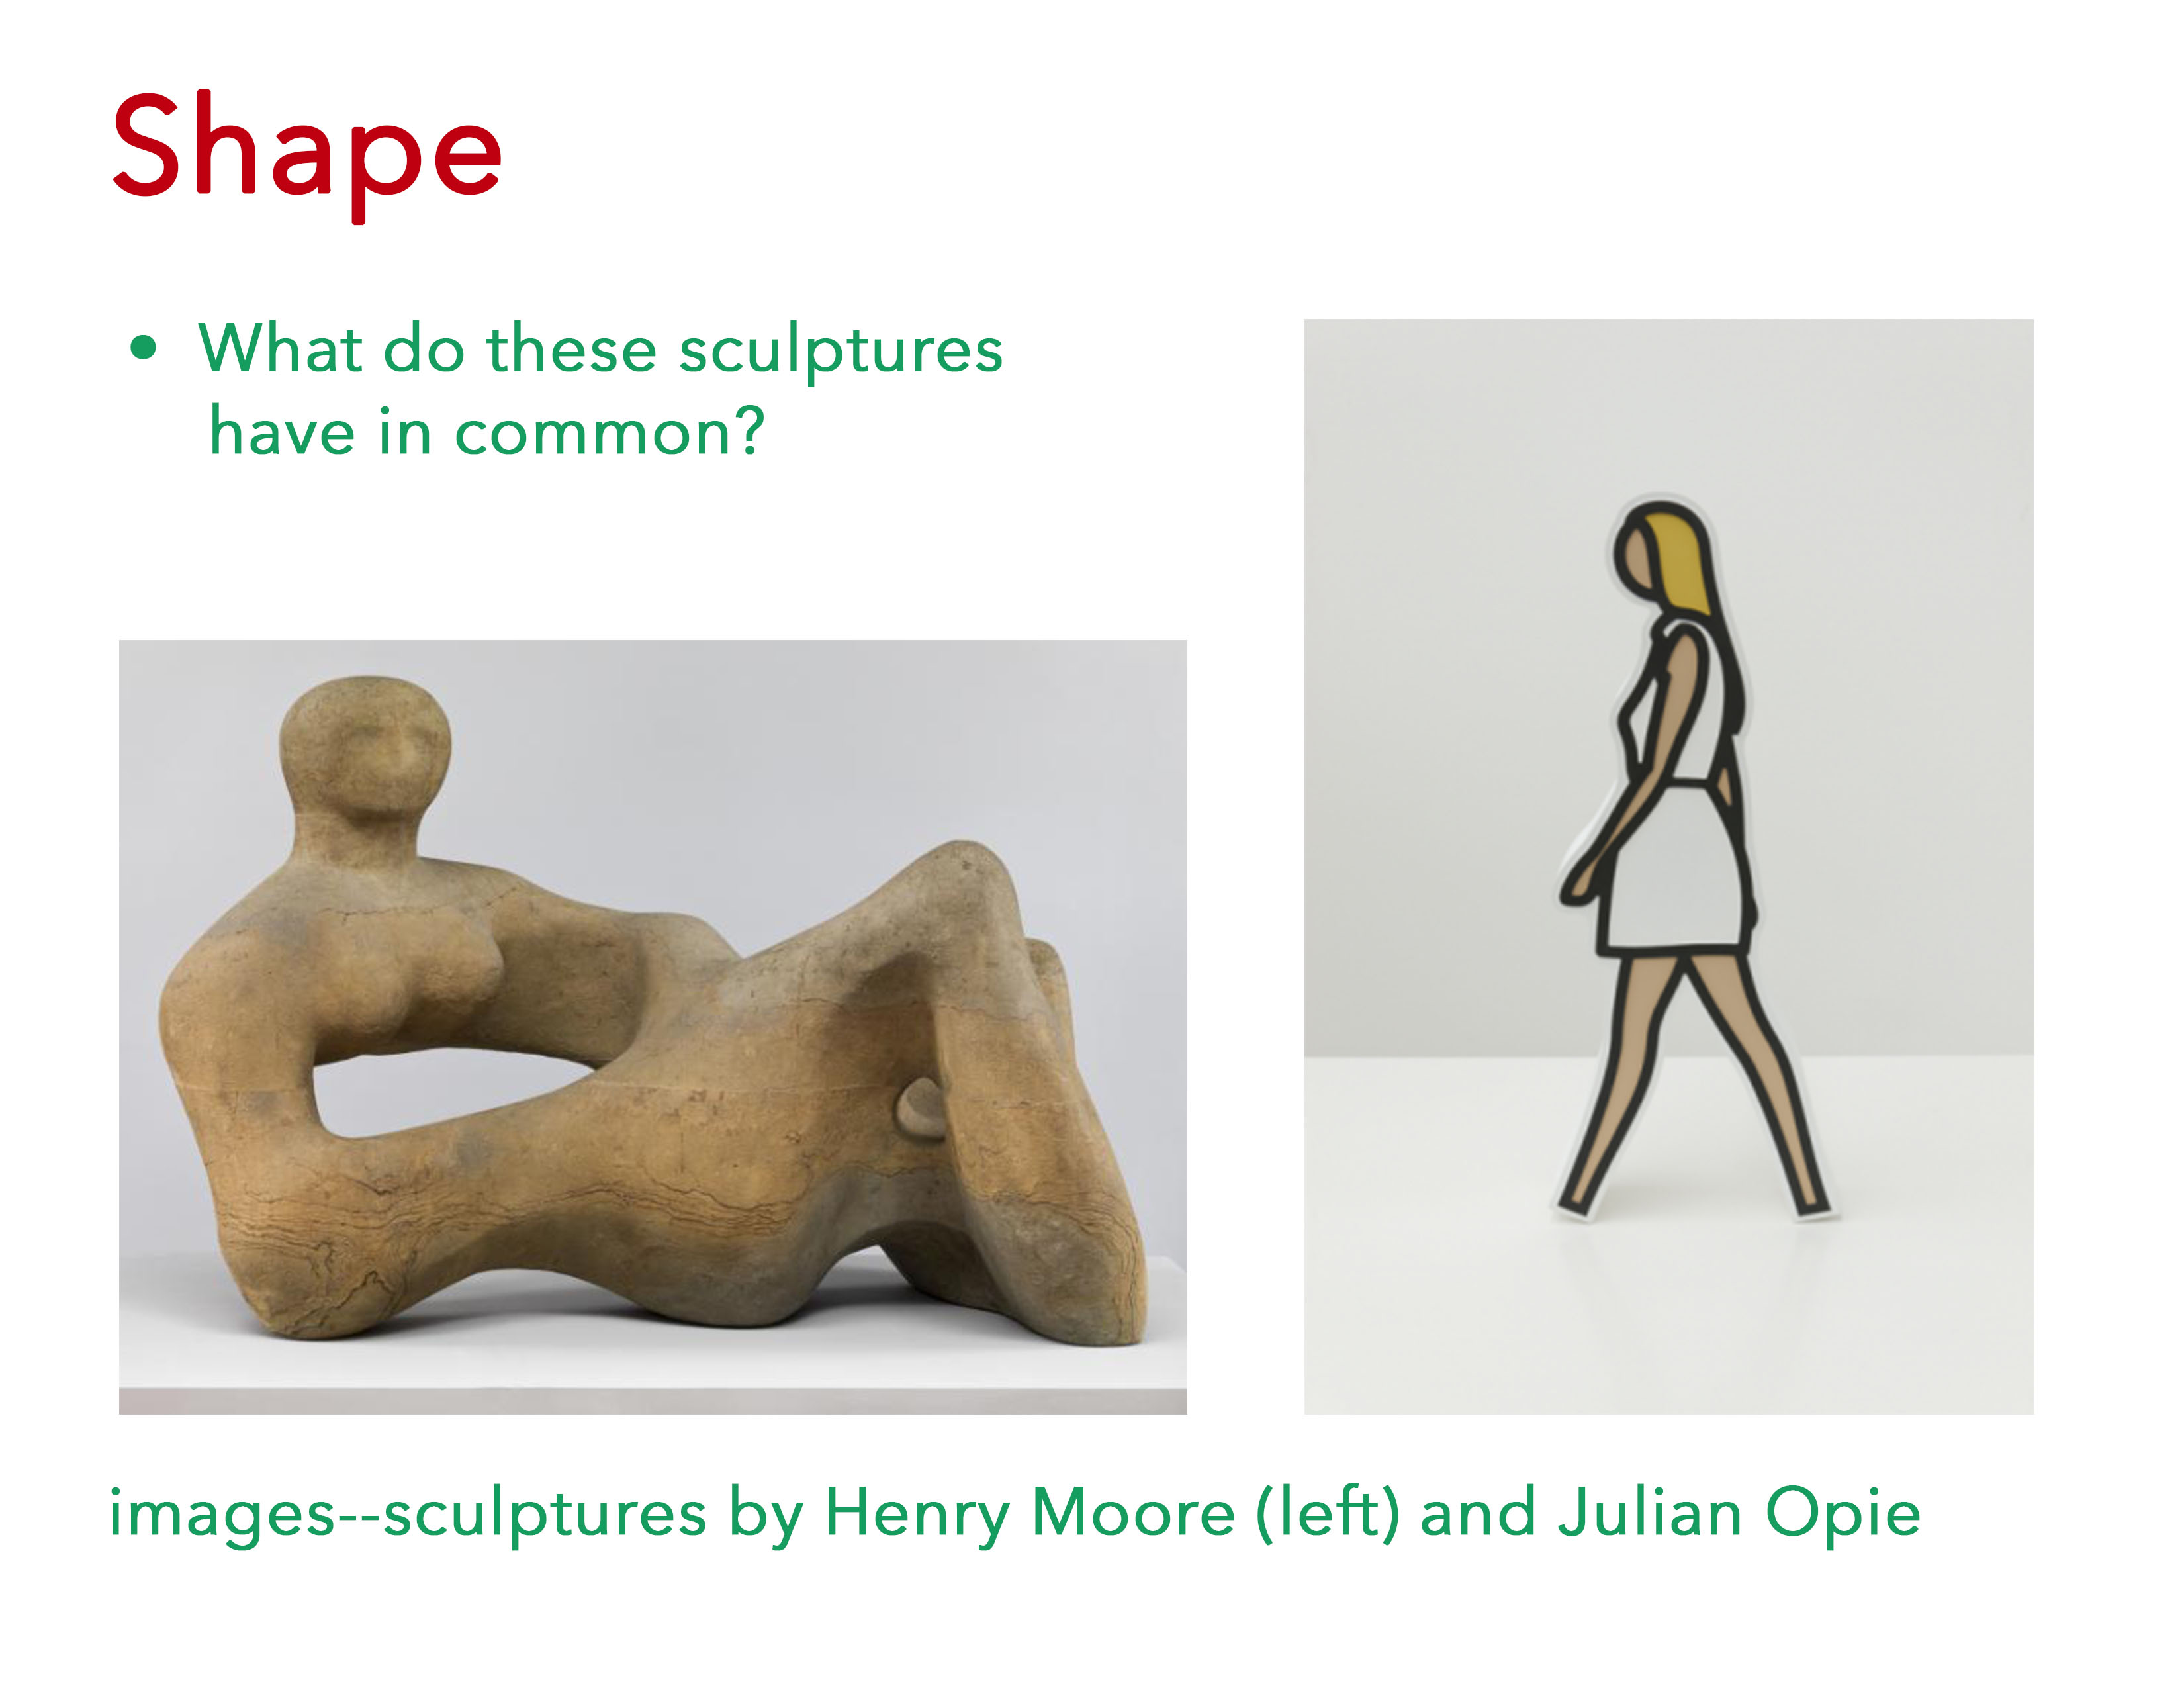 Shape
• What do these sculptures
have in common?
images--sculptures by Henry Moore (left) and Julian Opie